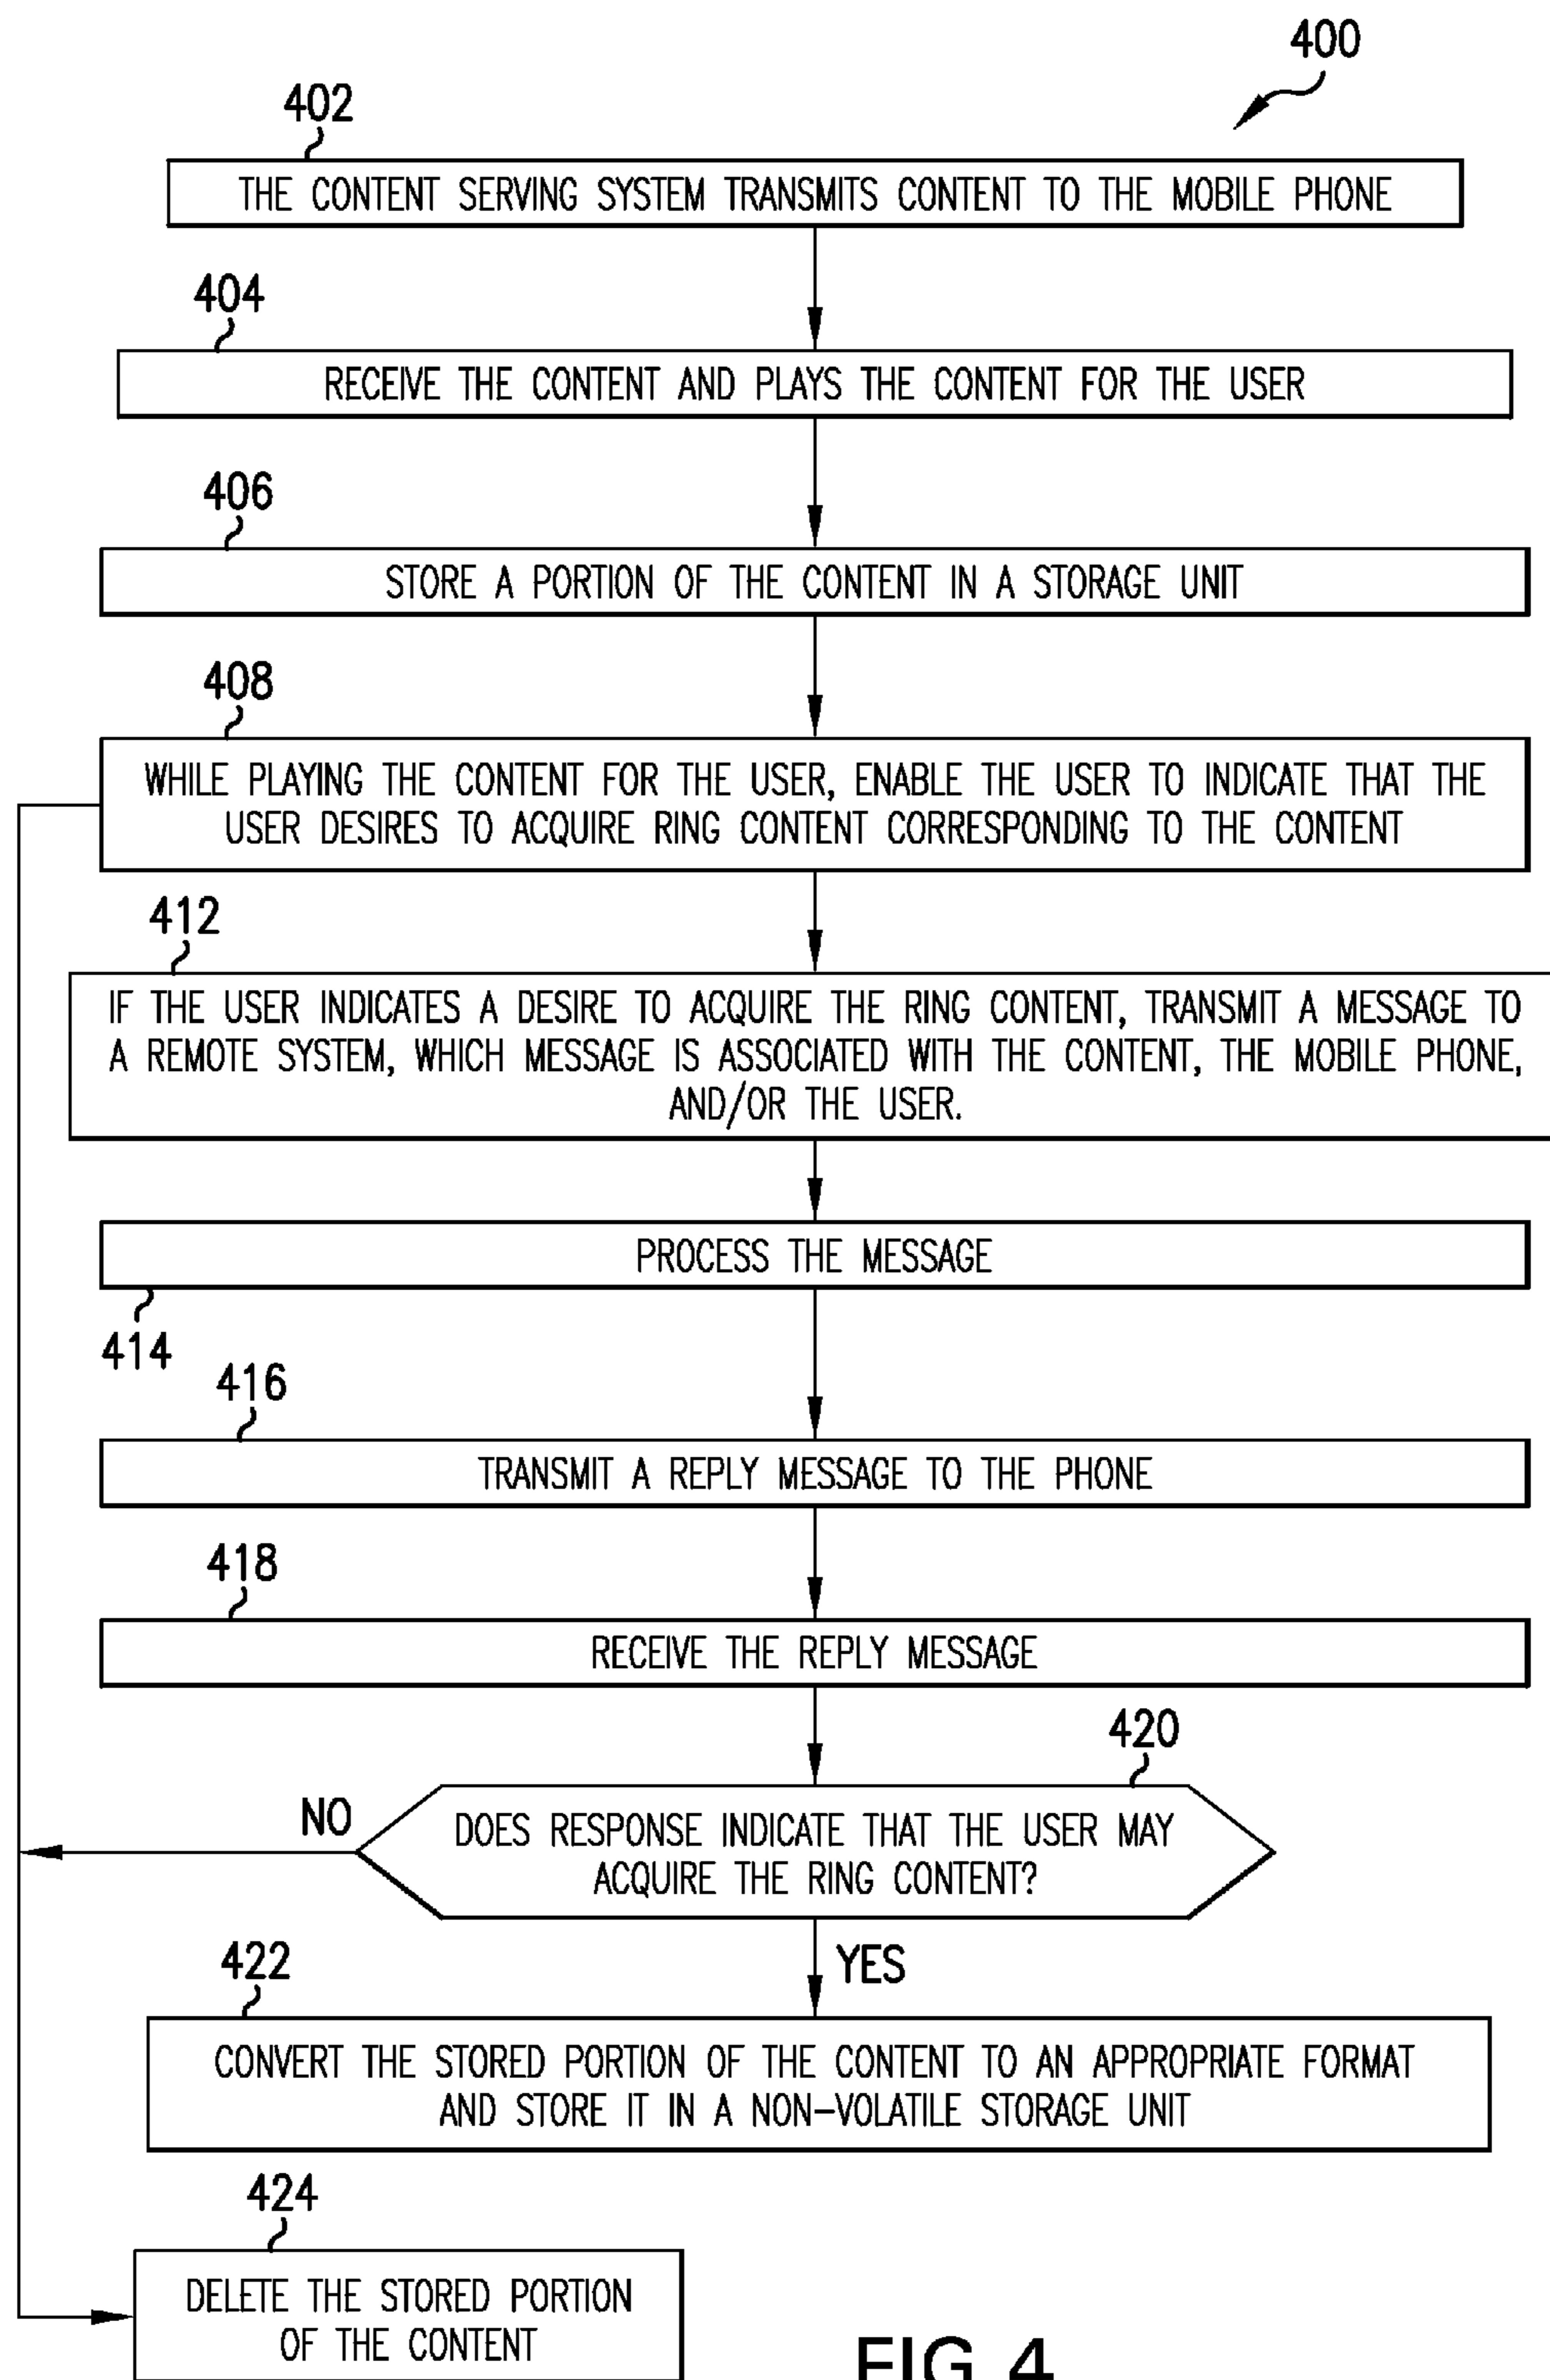 400
402
THE CONTENT SERVING SYSTEM TRANSMITS CONTENT TO THE MOBILE PHONE
404
RECEIVE THE CONTENT AND PLAYS THE CONTENT FOR THE USER
406
STORE A PORTION OF THE CONTENT IN A STORAGE UNIT
408
WHILE PLAYING THE CONTENT FOR THE USER, ENABLE THE USER TO INDICATE THAT THE
USER DESIRES TO ACQUIRE RING CONTENT CORRESPONDING TO THE CONTENT
412
IF THE USER INDICATES A DESIRE TO ACQUIRE THE RING CONTENT, TRANSMIT A MESSAGE TO
A REMOTE SYSTEM, WHICH MESSAGE IS ASSOCIATED WITH THE CONTENT, THE MOBILE PHONE,
AND/OR THE USER.
PROCESS THE MESSAGE
414
416
TRANSMIT A REPLY MESSAGE TO THE PHONE
418
RECEIVE THE REPLY MESSAGE
420
NO
DOES RESPONSE INDICATE THAT THE USER MAY
ACQUIRE THE RING CONTENT?
YES
422
CONVERT THE STORED PORTION OF THE CONTENT TO AN APPROPRIATE FORMAT
AND STORE IT IN A NON-VOLATILE STORAGE UNIT
424
DELETE THE STORED PORTION
OF THE CONTENT
FIG.4